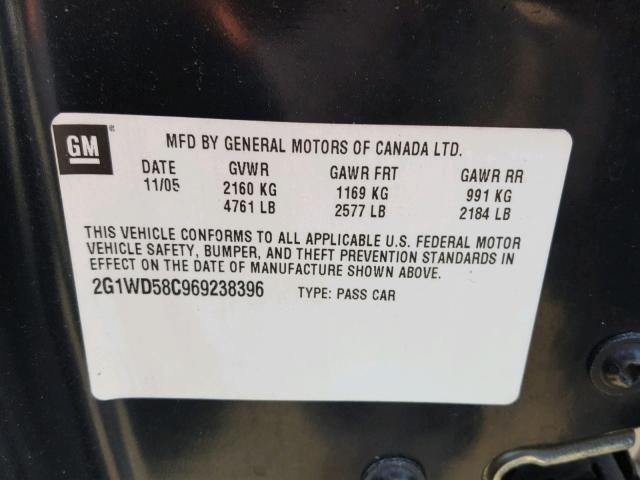 GM®
MFD BY GENERAL MOTORS OF CANADA LTD.
DATE GVWR GAWR FRT GAWR RR
11/05 2160 KG 1169 KG 991 KG
4761 LB 2577 LB 2184 LB
THIS VEHICLE CONFORMS TO ALL APPLICABLE U.S. FEDERAL MOTOR
VEHICLE SAFETY, BUMPER, AND THEFT PREVENTION STANDARDS IN
EFFECT ON THE DATE OF MANUFACTURE SHOWN ABOVE.
2G1WD58C969238396 TYPE: PASS CAR